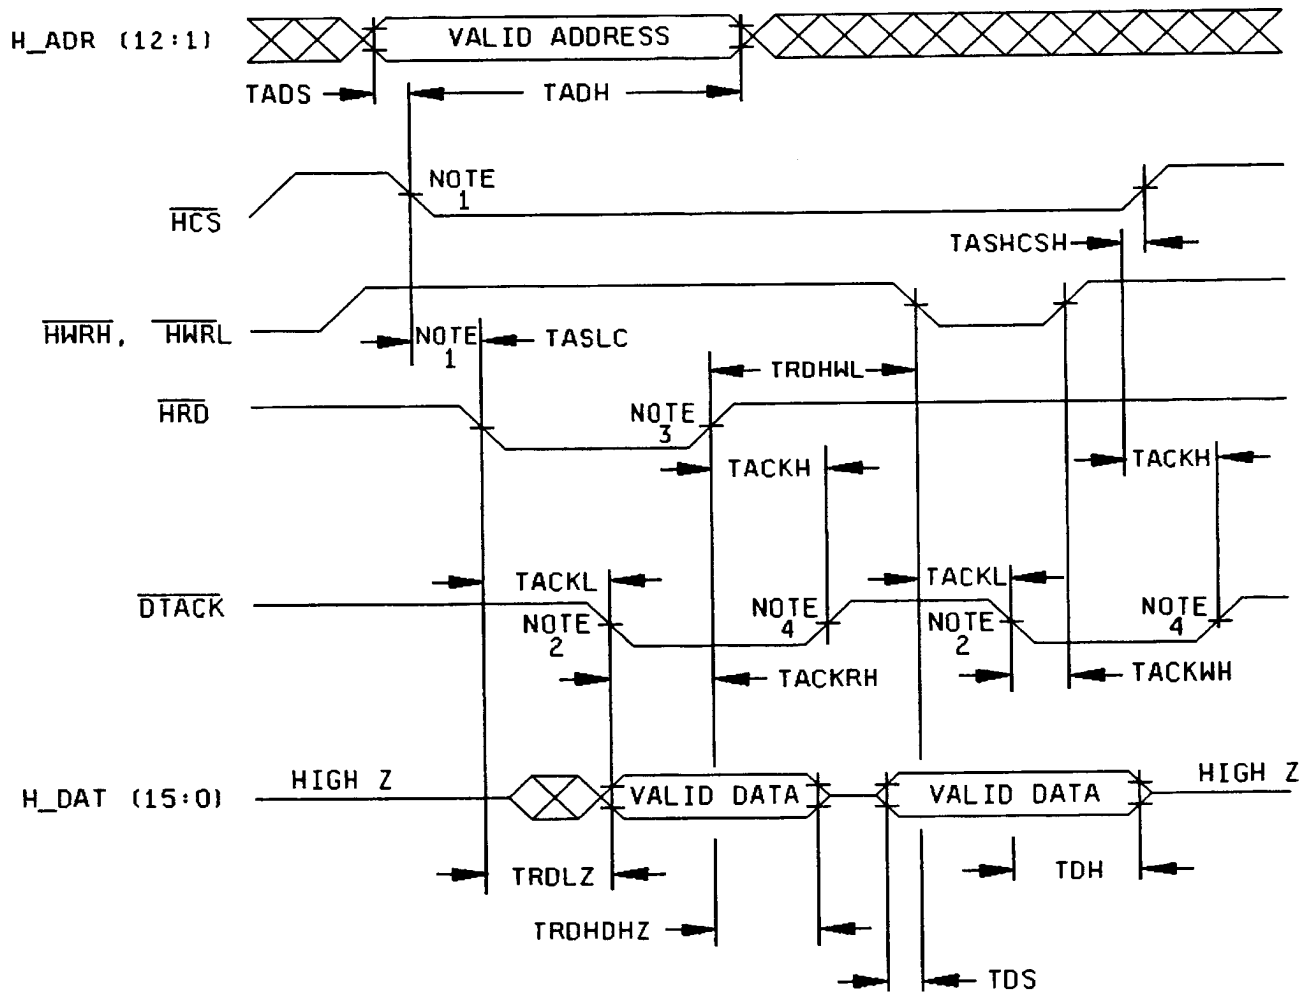 H_ADR (12:1)
VALID ADDRESS
TADS
TADH
NOTE
1
HCS
TASHCSH
HWRH, HWRL
NOTE
1
TASLC
TRDHWL
HRD
NOTE
3
TACKH
TACKH
TACKL
TACKL
DTACK
NOTE
2
NOTE
4
NOTE
2
NOTE
4
TACKRH
TACKWH
H_DAT (15:0)
HIGH Z
VALID DATA
VALID DATA
HIGH Z
TRDLZ
TDH
TRDHDHZ
TDS